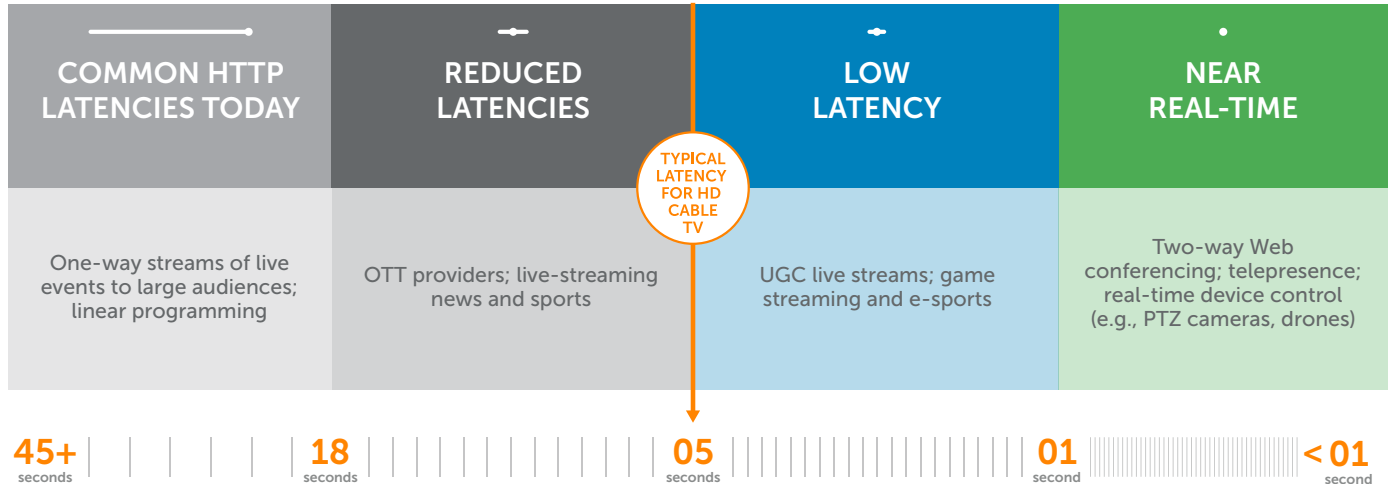 COMMON HTTP
LATENCIES TODAY
REDUCED
LATENCIES
LOW
LATENCY
NEAR
REAL-TIME
TYPICAL
LATENCY
FOR HD
CABLE
TV
One-way streams of live
events to large audiences;
linear programming
OTT providers; live-streaming
news and sports
UGC live streams; game
streaming and e-sports
Two-way Web
conferencing; telepresence;
real-time device control
(e.g., PTZ cameras, drones)
45+
seconds
18
seconds
05
seconds
01
second
< 01
second